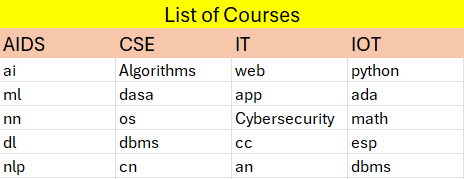 List of Courses
AIDS CSE IT IOT
ai Algorithms web python
ml dasa app ada
nn os Cybersecurity math
dl dbms cc esp
nlp cn an dbms